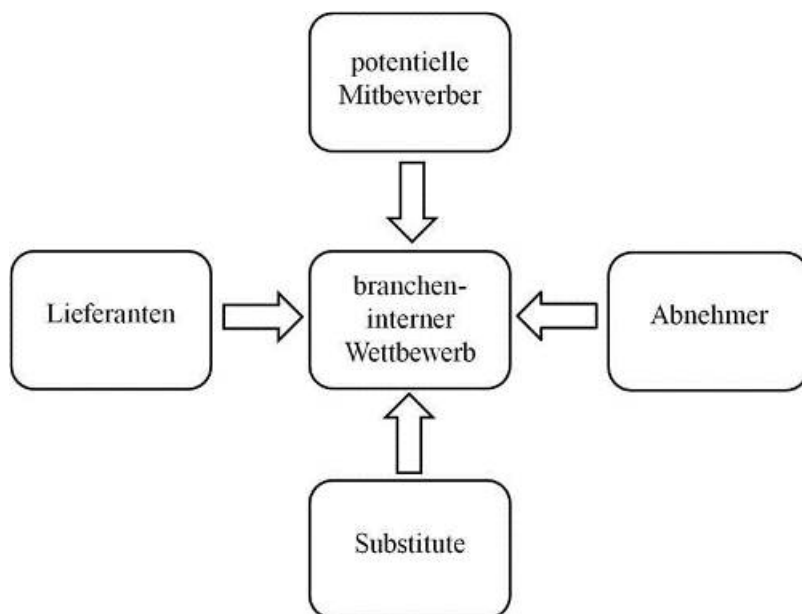 potentielle
Mitbewerber
Lieferanten
branchen-
interner
Wettbewerb
Abnehmer
Substitute